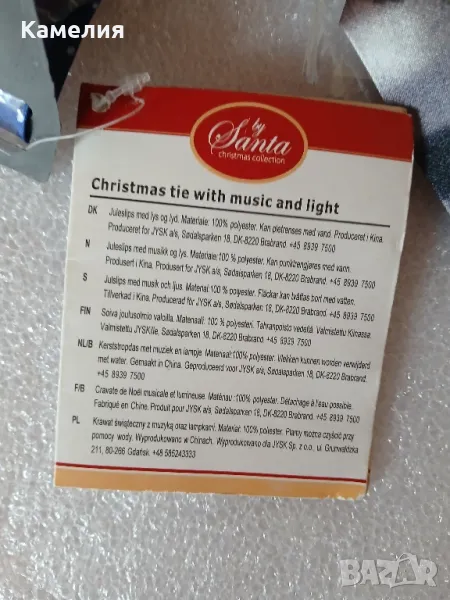 Камелия
by
Santa
christmas collection
Christmas tie with music and light
DK Juleslips med lys og lyd. Materiale: 100% polyester. Kan pletrenses med vand. Produceret i Kina.
Produceret for JYSK a/s, Sødalsparken 18, DK-8220 Brabrand +45 8939 7500
N Juleslips med musikk og lys. Materiale: 100 % polyester. Kan punktrengjøres med vann.
Produsert i Kina. Produsert for JYSK a/s, Sødalsparken 18, DK-8220 Brabrand. +45 8939 7500
S Julslips med musik och ljus. Material: 100 % polyester. Fläckar kan tvättas bort med vatten.
Tillverkad i Kina. Producerad för JYSK a/s, Sødalsparken 18, DK-8220 Brabrand. +45 8939 7500
FIN Soiva joulusolmio valoilla. Materiaali: 100 % polyesteri. Tahranpoisto vedellä. Valmistettu Kiinassa.
Valmistettu JYSK:lle, Sødalsparken 18, DK-8220 Brabrand, +45 8939 7500
NL/B Kerststropdas met muziek en lampje. Materiaal: 100% polyester. Vlekken kunnen worden verwijderd
met water. Gemaakt in China. Geproduceerd voor JYSK a/s, Sødalsparken 18, DK-8220 Brabrand,
+45 8939 7500
F/B Cravate de Noël musicale et lumineuse. Matériau: 100% polyester. Détachage à l'eau possible.
Fabriqué en Chine. Produit pour JYSK a/s, Sødalsparken 18, DK-8220 Brabrand, +45 8939 7500
PL Krawat świąteczny z muzyką oraz lampkami. Materiał: 100% polyester. Plamy można czyścić przy
pomocy wody. Wyprodukowano w Chinach. Wyprodukowano dla JYSK Sp. z o.o., ul. Grunwaldzka
211, 80-266 Gdańsk. +48 585243333
BAZAR